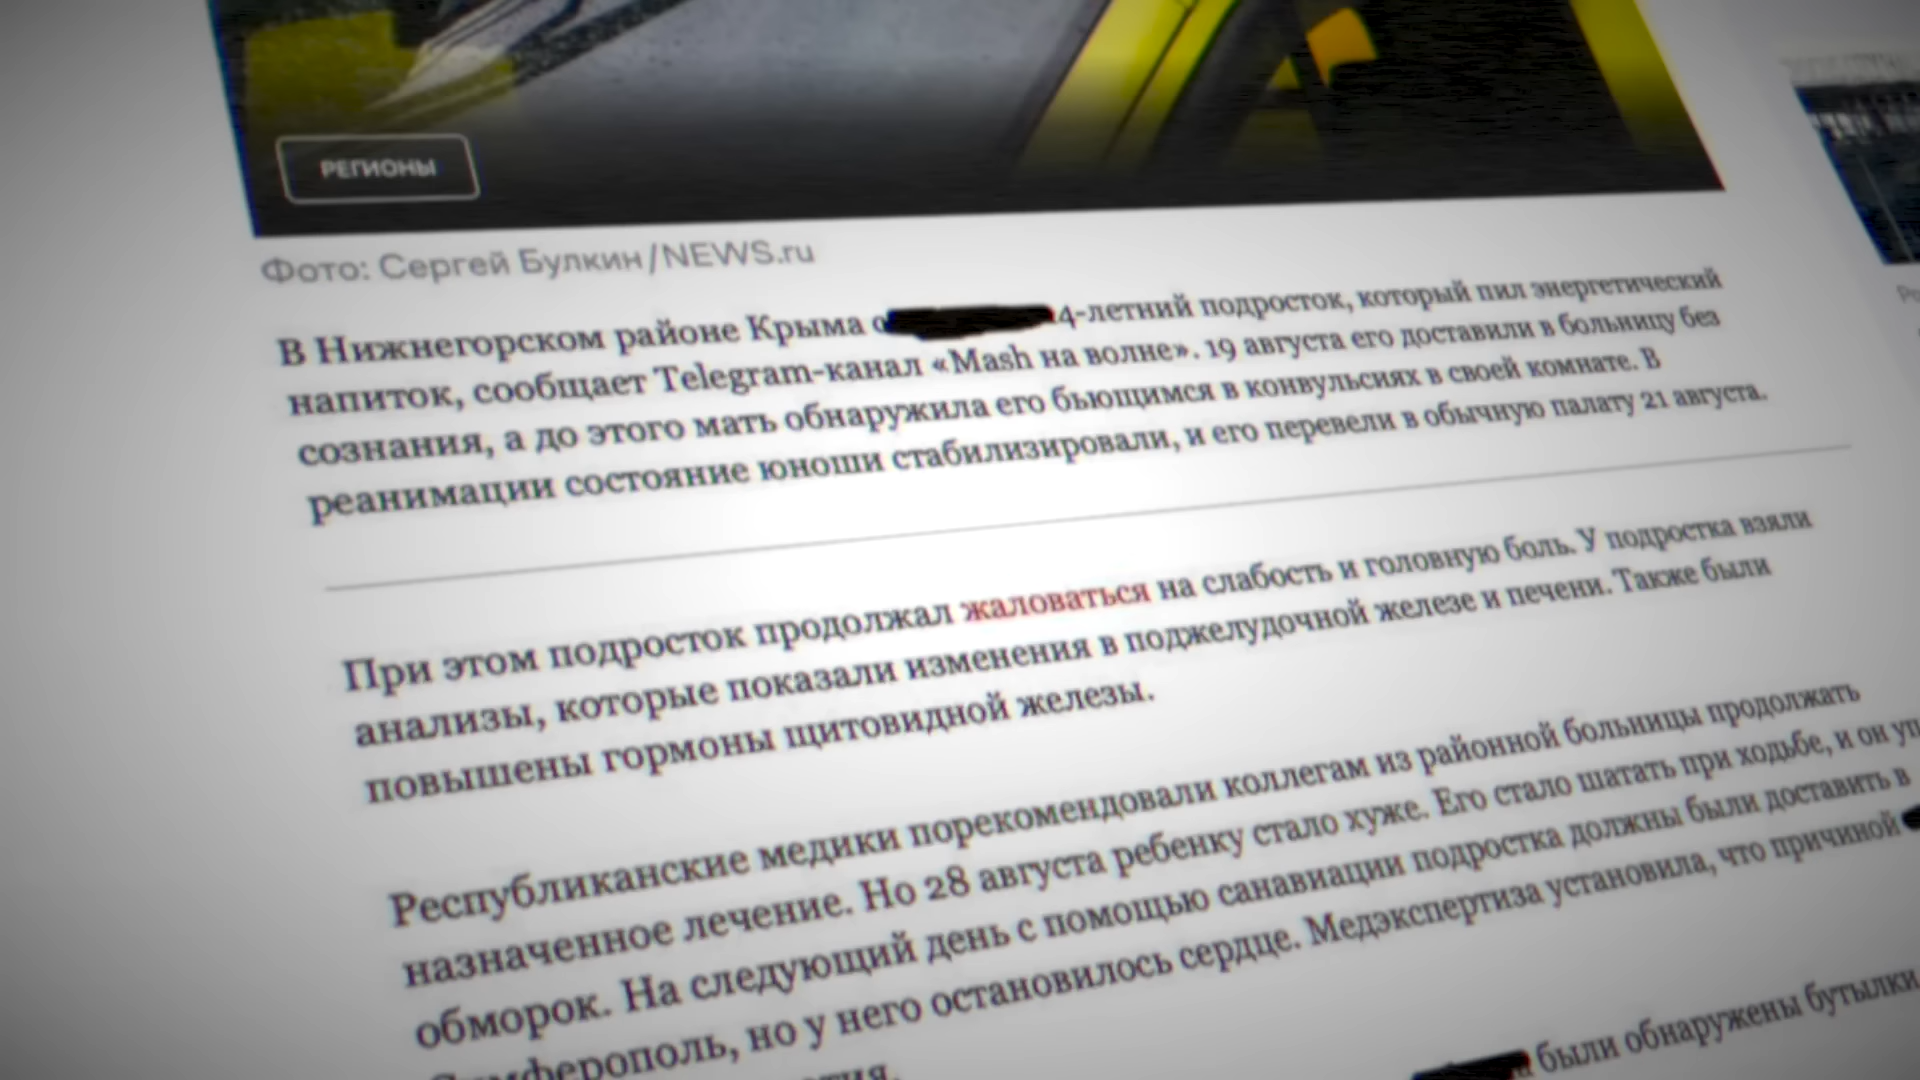 РЕГИОНЫ
Фото: Сергей Булкин/NEWS.ru
В Нижнегорском районе Крыма 4-летний подросток, который пил энергетический
напиток, сообщает Telegram-канал «Mash на волне». 19 августа его доставили в больницу без
сознания, а до этого мать обнаружила его бьющимся в конвульсиях в своей комнате. В
реанимации состояние юноши стабилизировали, и его перевели в обычную палату 21 августа.
При этом подросток продолжал жаловаться на слабость и головную боль. У подростка взяли
анализы, которые показали изменения в поджелудочной железе и печени. Также были
повышены гормоны щитовидной железы.
Республиканские медики порекомендовали коллегам из районной больницы продолжать
назначенное лечение. Но 28 августа ребенку стало хуже. Его стало шатать при ходьбе, и он уп
обморок. На следующий день с помощью санавиации подростка должны были доставить в
Симферополь, но у него остановилось сердце. Медэкспертиза установила, что причиной
были обнаружены бутылки